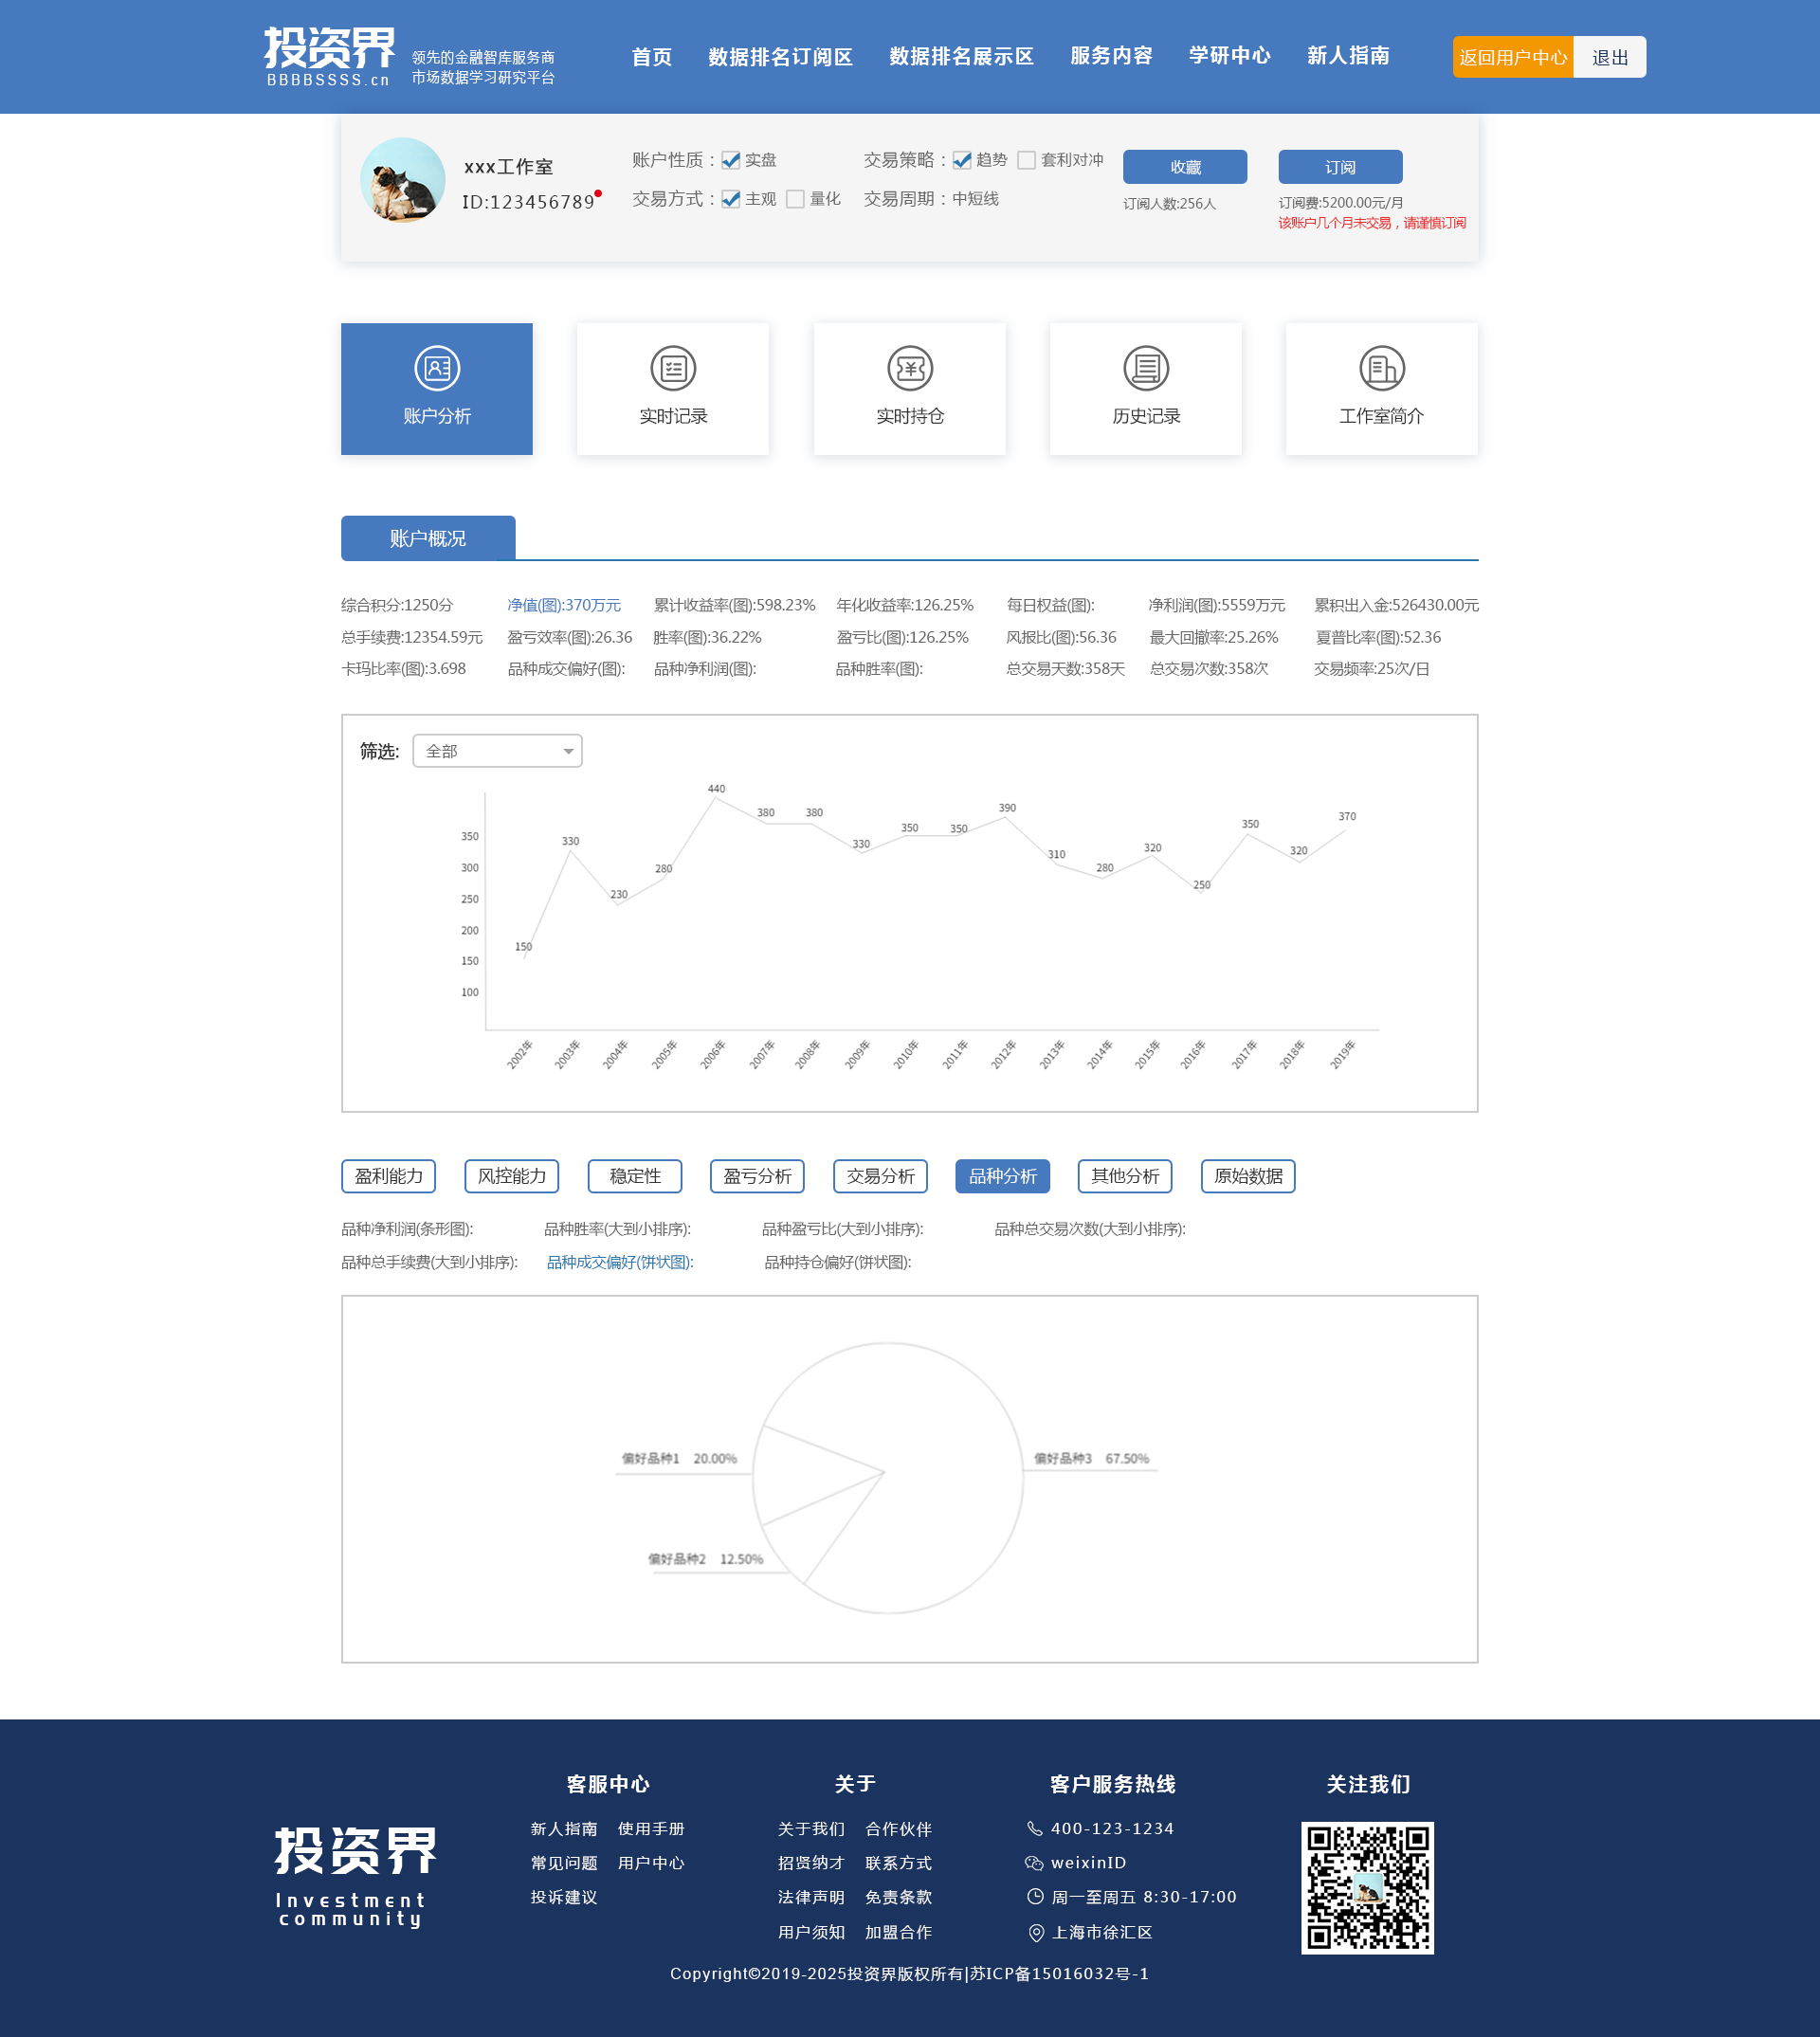 投资界
BBBBSSSS.cn
领先的金融智库服务商
市场数据学习研究平台
首页 数据排名订阅区 数据排名展示区 服务内容 学研中心 新人指南
返回用户中心 退出
xxx工作室
ID:123456789
账户性质：实盘
交易方式：主观 量化
交易策略：趋势 套利对冲
交易周期：中短线
收藏
订阅人数:256人
订阅
订阅费:5200.00元/月
该账户几个月未交易，请谨慎订阅
账户分析 实时记录 实时持仓 历史记录 工作室简介
账户概况
综合积分:1250分 净值(图):370万元 累计收益率(图):598.23% 年化收益率:126.25% 每日权益(图): 净利润(图):5559万元 累积出入金:526430.00元
总手续费:12354.59元 盈亏效率(图):26.36 胜率(图):36.22% 盈亏比(图):126.25% 风报比(图):56.36 最大回撤率:25.26% 夏普比率(图):52.36
卡玛比率(图):3.698 品种成交偏好(图): 品种净利润(图): 品种胜率(图): 总交易天数:358天 总交易次数:358次 交易频率:25次/日
筛选: 全部
350
300
250
200
150
100
150 330 230 280 440 380 380 330 350 350 390 310 280 320 250 350 320 370
2002年 2003年 2004年 2005年 2006年 2007年 2008年 2009年 2010年 2011年 2012年 2013年 2014年 2015年 2016年 2017年 2018年 2019年
盈利能力 风控能力 稳定性 盈亏分析 交易分析 品种分析 其他分析 原始数据
品种净利润(条形图): 品种胜率(大到小排序): 品种盈亏比(大到小排序): 品种总交易次数(大到小排序):
品种总手续费(大到小排序): 品种成交偏好(饼状图): 品种持仓偏好(饼状图):
偏好品种1 20.00%
偏好品种3 67.50%
偏好品种2 12.50%
投资界
Investment
community
客服中心
新人指南 使用手册
常见问题 用户中心
投诉建议
关于
关于我们 合作伙伴
招贤纳才 联系方式
法律声明 免责条款
用户须知 加盟合作
客户服务热线
400-123-1234
weixinID
周一至周五 8:30-17:00
上海市徐汇区
关注我们
Copyright©2019-2025投资界版权所有|苏ICP备15016032号-1